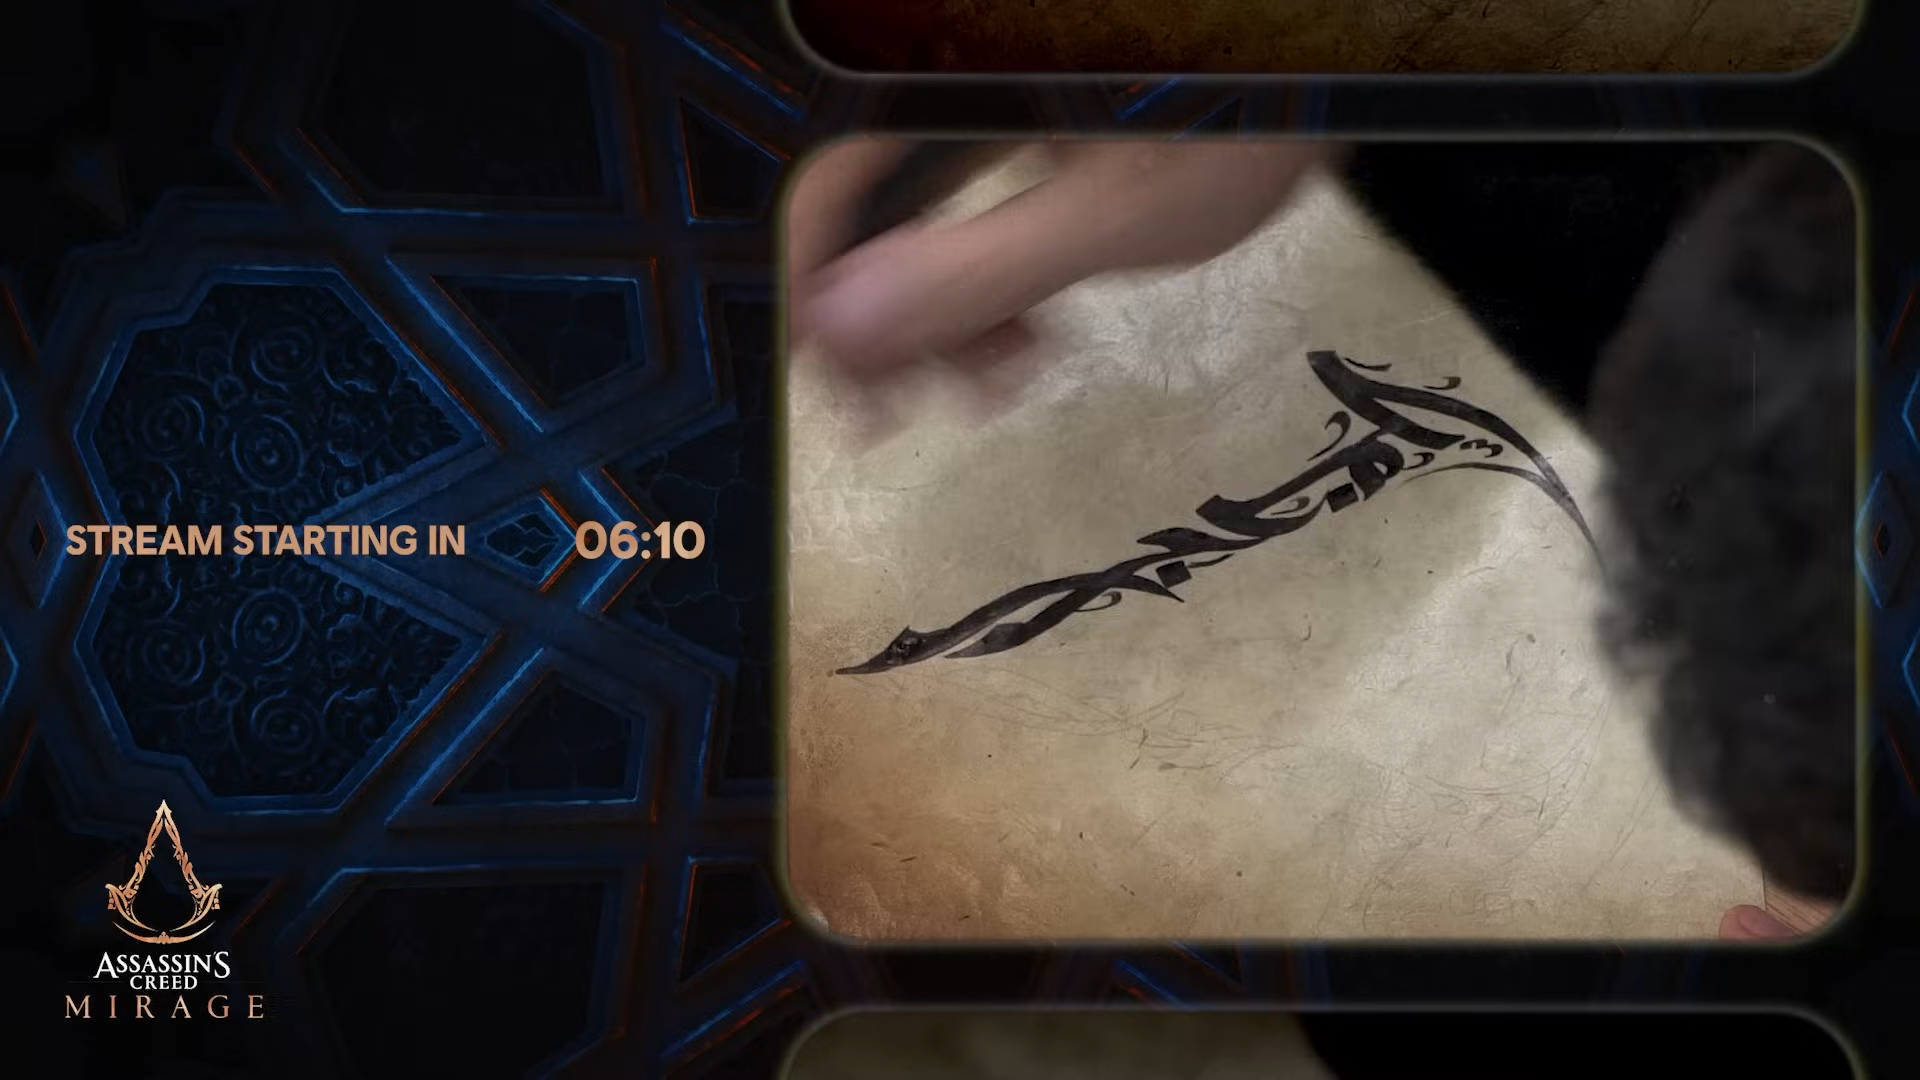 STREAM STARTING IN 06:10
ASSASSIN'S
CREED
MIRAGE